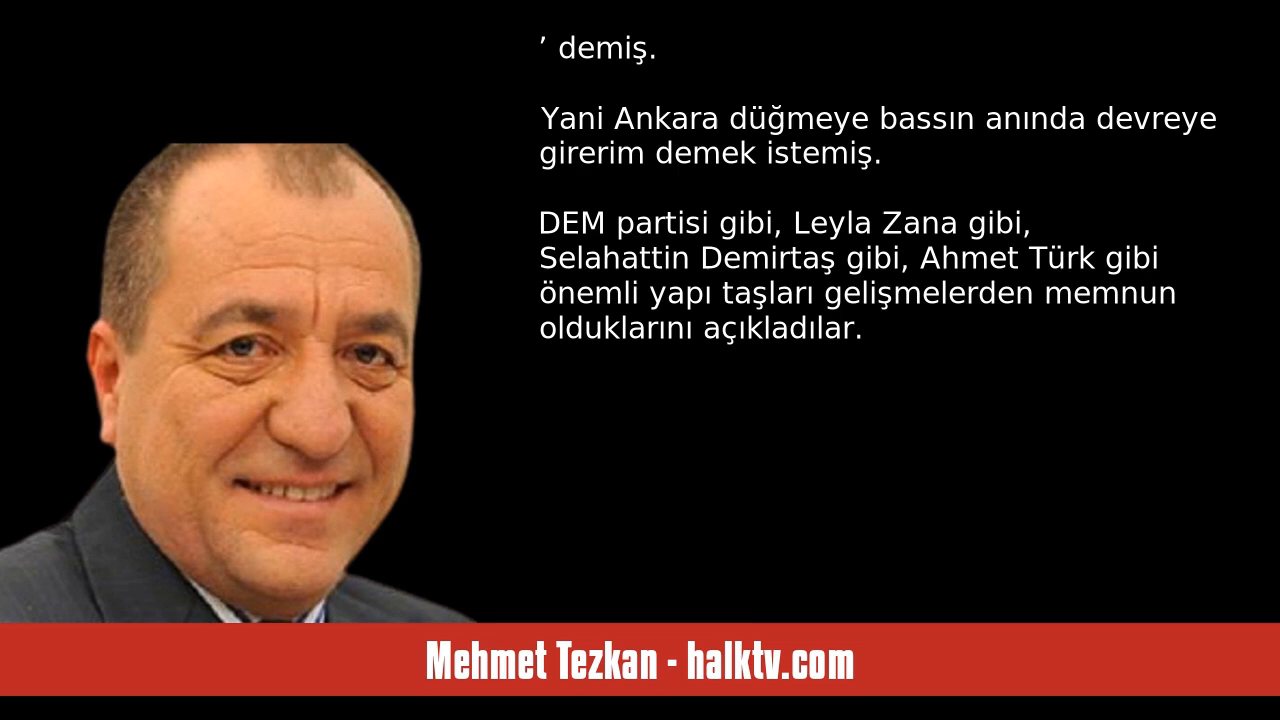 ’ demiş.
Yani Ankara düğmeye bassın anında devreye
girerim demek istemiş.
DEM partisi gibi, Leyla Zana gibi,
Selahattin Demirtaş gibi, Ahmet Türk gibi
önemli yapı taşları gelişmelerden memnun
olduklarını açıkladılar.
Mehmet Tezkan - halktv.com